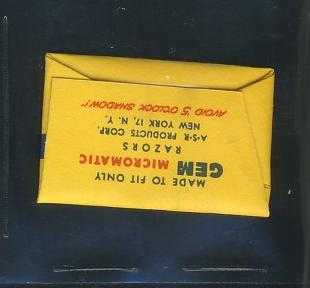 MADE TO FIT ONLY
GEM MICROMATIC
RAZORS
A·S·R PRODUCTS CORP.
NEW YORK 17, N. Y.
AVOID '5 O'CLOCK SHADOW!'